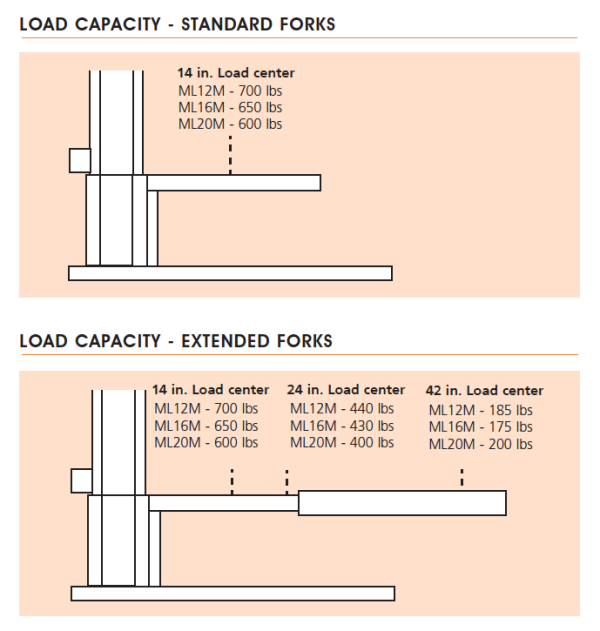 LOAD CAPACITY - STANDARD FORKS
14 in. Load center
ML12M - 700 lbs
ML16M - 650 lbs
ML20M - 600 lbs
LOAD CAPACITY - EXTENDED FORKS
14 in. Load center
ML12M - 700 lbs
ML16M - 650 lbs
ML20M - 600 lbs
24 in. Load center
ML12M - 440 lbs
ML16M - 430 lbs
ML20M - 400 lbs
42 in. Load center
ML12M - 185 lbs
ML16M - 175 lbs
ML20M - 200 lbs